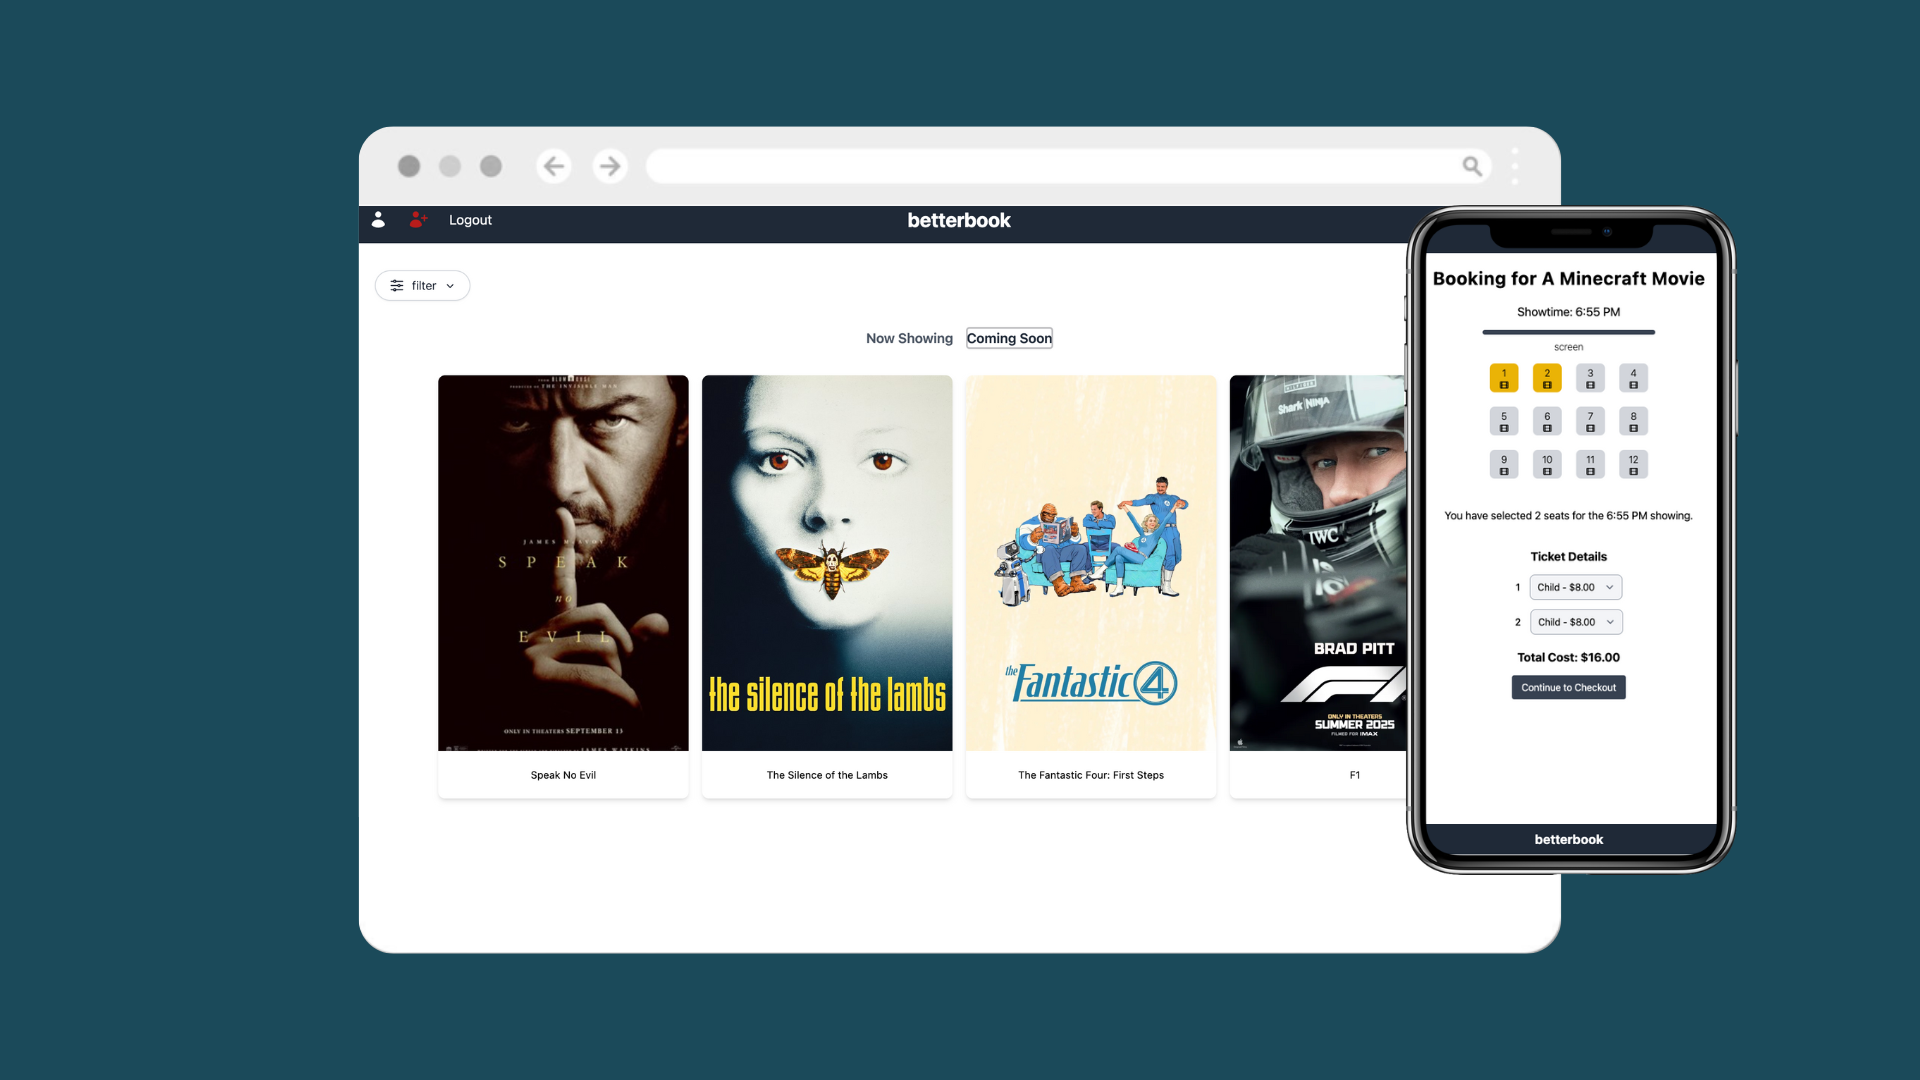 Logout
betterbook
filter
Now Showing
Coming Soon
JAMES McAVOY
SPEAK
no
EVIL
ONLY IN THEATERS SEPTEMBER 13
Speak No Evil
the silence of the lambs
The Silence of the Lambs
the Fantastic 4
The Fantastic Four: First Steps
Shark NINJA
IWC
BRAD PITT
F1
ONLY IN THEATERS
SUMMER 2025
FILMED FOR IMAX
F1
Booking for A Minecraft Movie
Showtime: 6:55 PM
screen
1 2 3 4
5 6 7 8
9 10 11 12
You have selected 2 seats for the 6:55 PM showing.
Ticket Details
1 Child - $8.00
2 Child - $8.00
Total Cost: $16.00
Continue to Checkout
betterbook